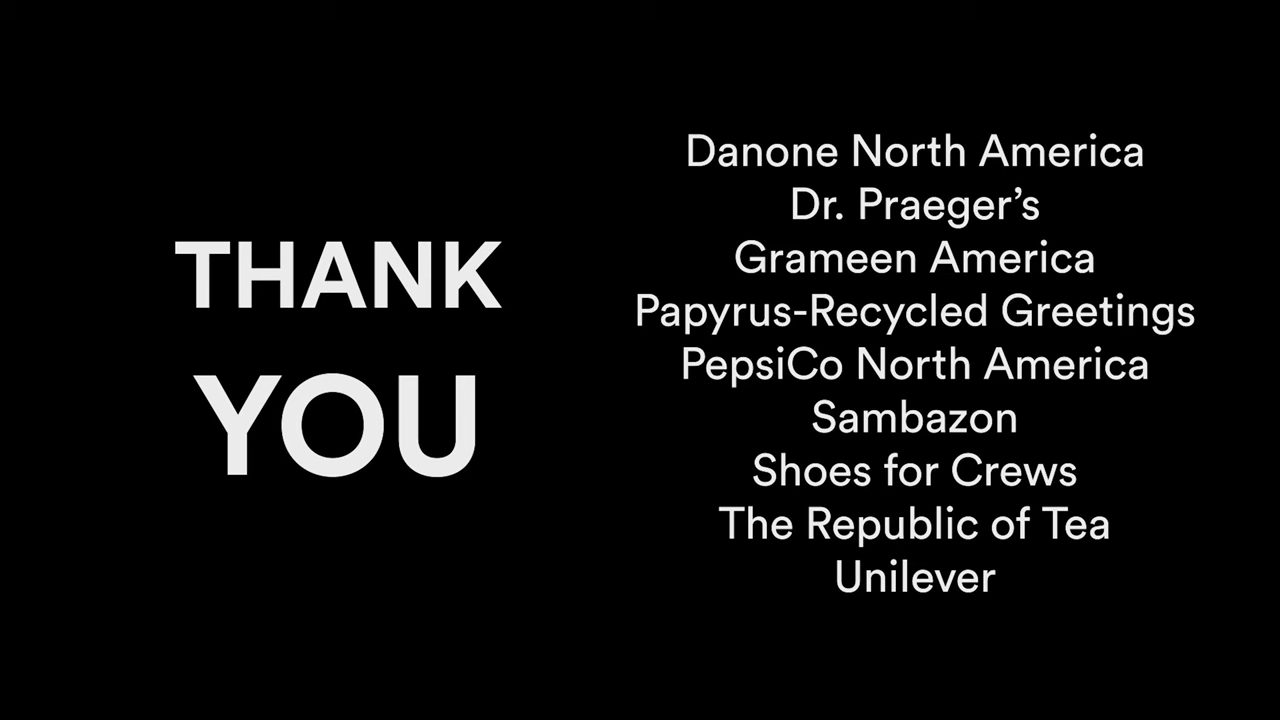 THANK
YOU
Danone North America
Dr. Praeger’s
Grameen America
Papyrus-Recycled Greetings
PepsiCo North America
Sambazon
Shoes for Crews
The Republic of Tea
Unilever